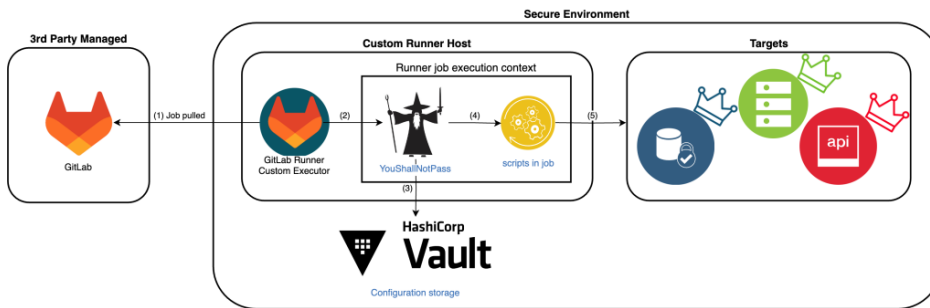 Secure Environment
3rd Party Managed
Custom Runner Host
Targets
Runner job execution context
(1) Job pulled
(2)
(4)
(5)
GitLab
GitLab Runner
Custom Executor
YouShallNotPass
scripts in job
api
(3)
HashiCorp
Vault
Configuration storage